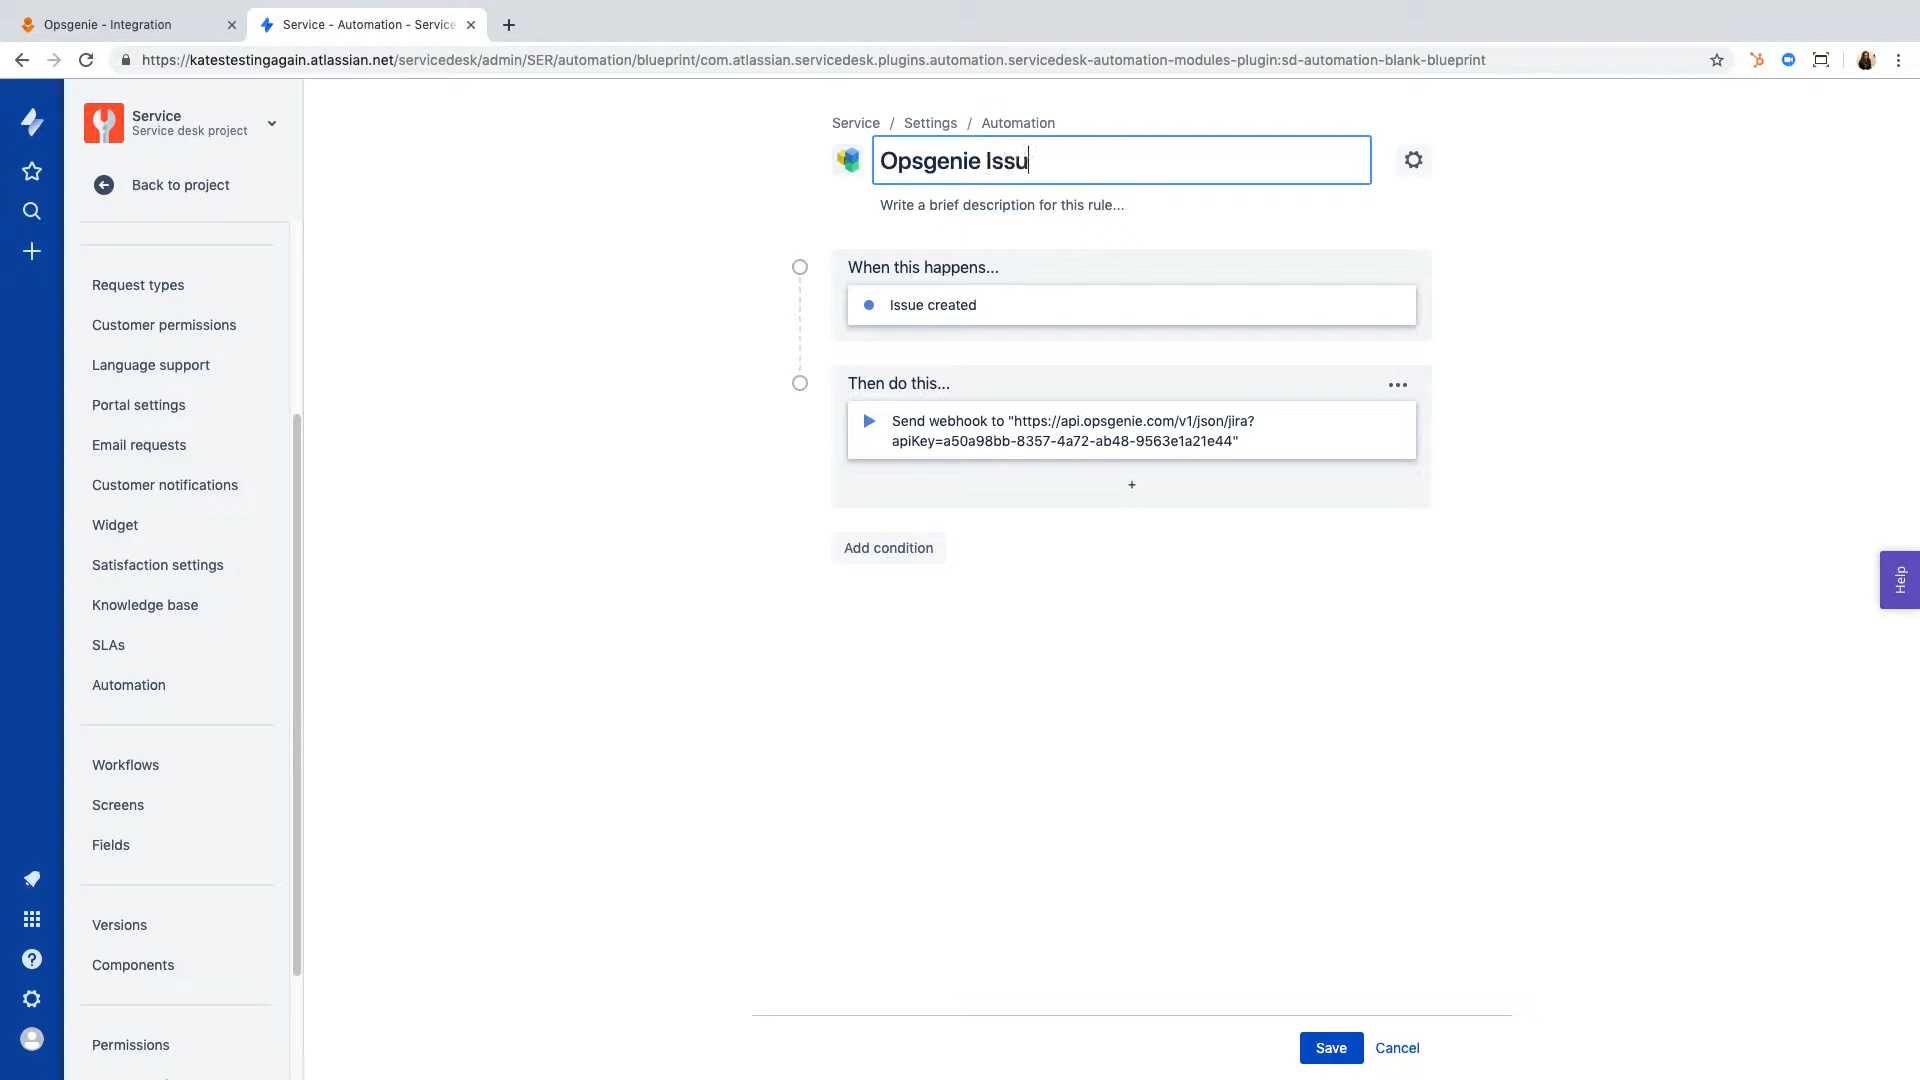 Opsgenie - Integration
Service - Automation - Service
https://katestestingagain.atlassian.net/servicedesk/admin/SER/automation/blueprint/com.atlassian.servicedesk.plugins.automation.servicedesk-automation-modules-plugin:sd-automation-blank-blueprint
Service
Service desk project
Back to project
Request types
Customer permissions
Language support
Portal settings
Email requests
Customer notifications
Widget
Satisfaction settings
Knowledge base
SLAs
Automation
Workflows
Screens
Fields
Versions
Components
Permissions
Service / Settings / Automation
Opsgenie Issu
Write a brief description for this rule...
When this happens...
Issue created
Then do this...
Send webhook to "https://api.opsgenie.com/v1/json/jira?
apiKey=a50a98bb-8357-4a72-ab48-9563e1a21e44"
+
Add condition
Help
Save Cancel